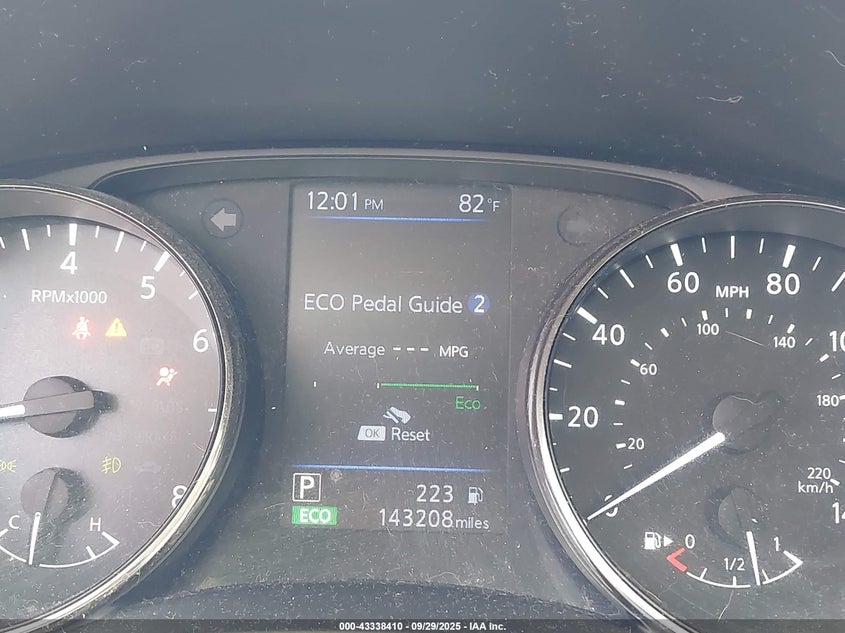 12:01 PM 82 °F
ECO Pedal Guide 2
Average --- MPG
Eco
OK Reset
P 223
ECO 143208 miles
4
5
6
8
RPMx1000
C H
20
40
60
80
MPH
0
20
60
100
140
180
220
km/h
0 1/2 1
000-43338410 - 09/29/2025 - IAA Inc.